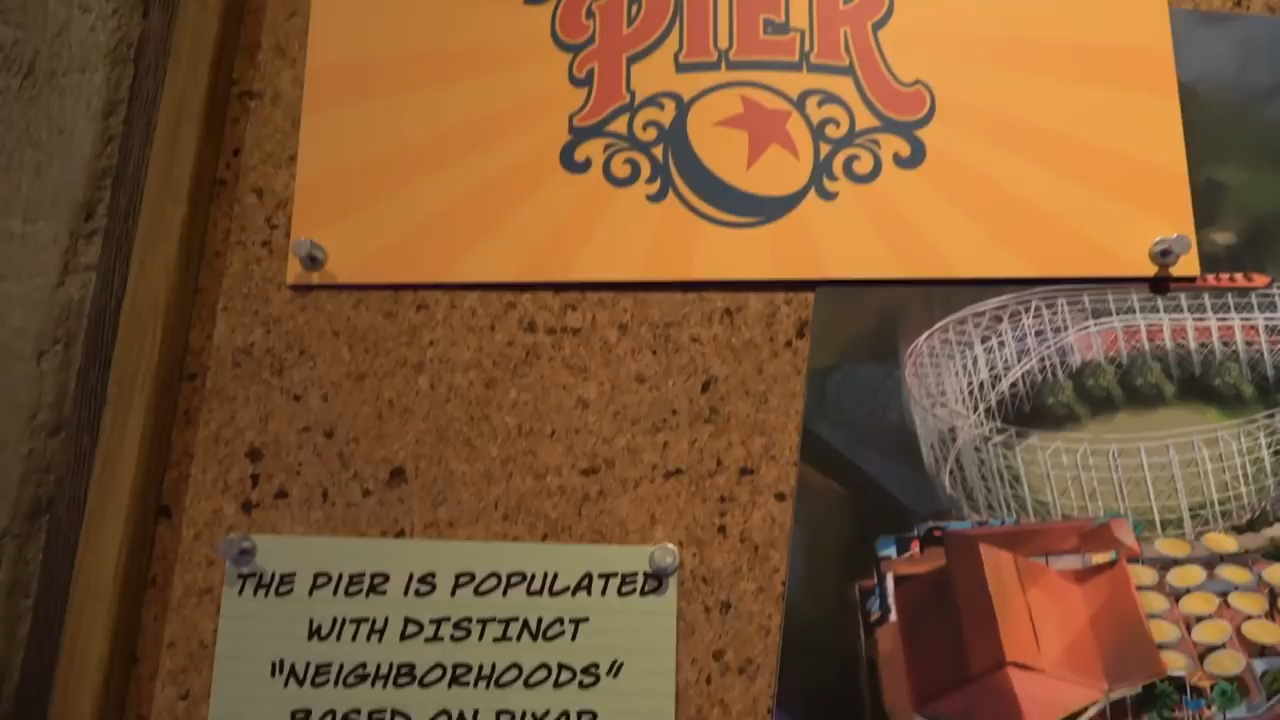 PIER
THE PIER IS POPULATED
WITH DISTINCT
"NEIGHBORHOODS"
BASED ON PIXAR